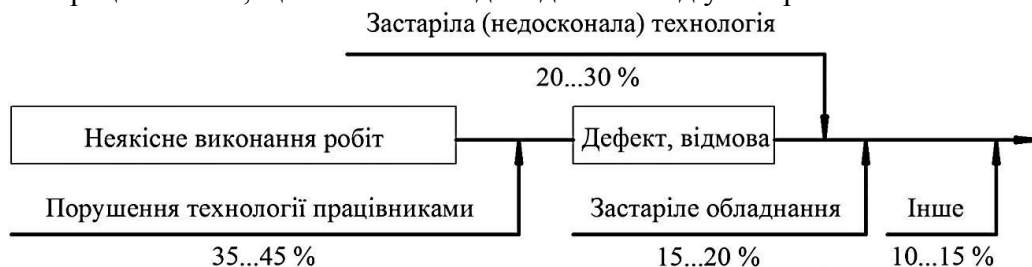 Застаріла (недосконала) технологія
20...30 %
Неякісне виконання робіт
Дефект, відмова
Порушення технології працівниками
Застаріле обладнання
Інше
35...45 %
15...20 %
10...15 %